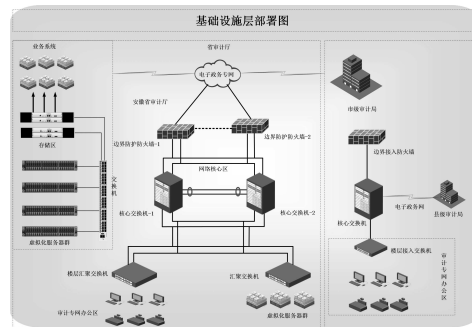 基础设施层部署图
业务系统
省审计厅
电子政务专网
安徽省审计厅
市级审计局
边界防护防火墙-1
边界防护防火墙-2
存储区
边界接入防火墙
网络核心区
交换机
核心交换机-1
核心交换机-2
核心交换机
电子政务网
县级审计局
虚拟化服务器群
楼层汇聚交换机
汇聚交换机
楼层接入交换机
审计专网办公区
虚拟化服务器群
审计专网办公区